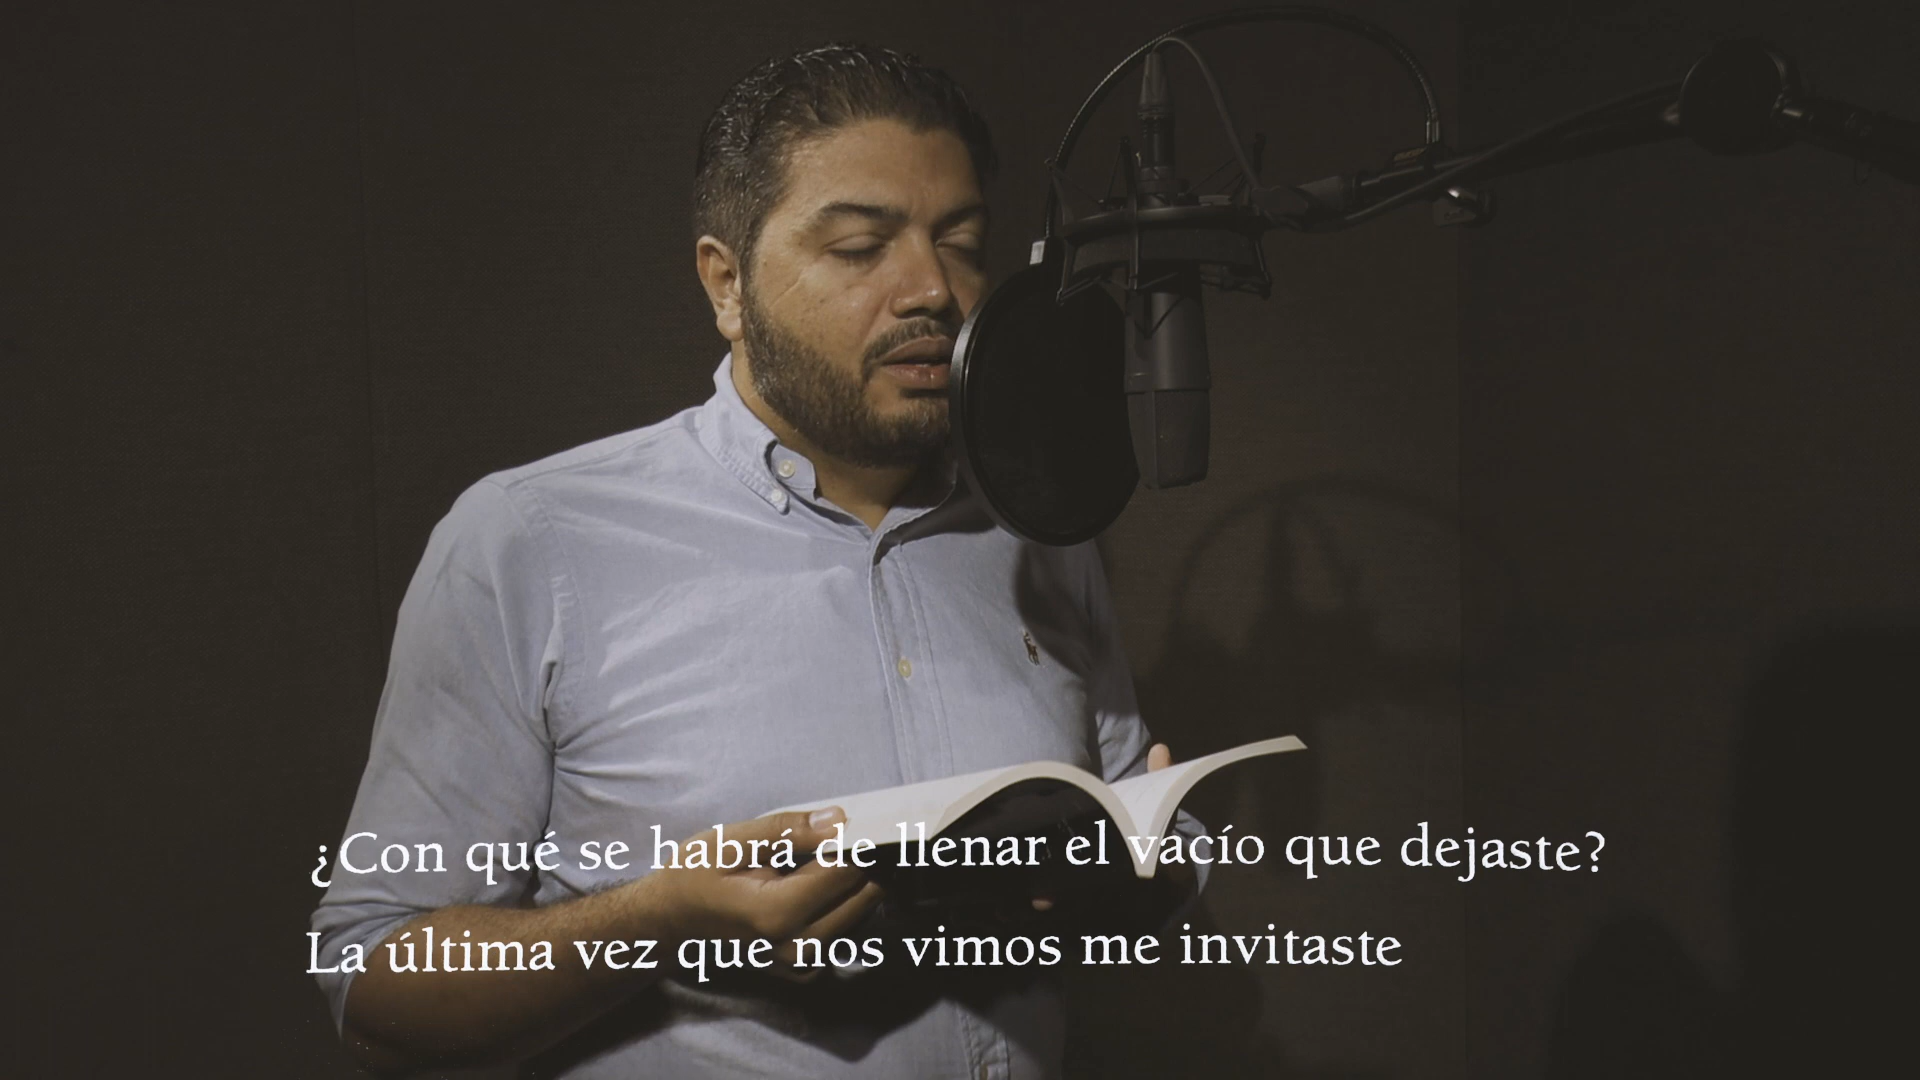 ¿Con qué se habrá de llenar el vacío que dejaste?
La última vez que nos vimos me invitaste